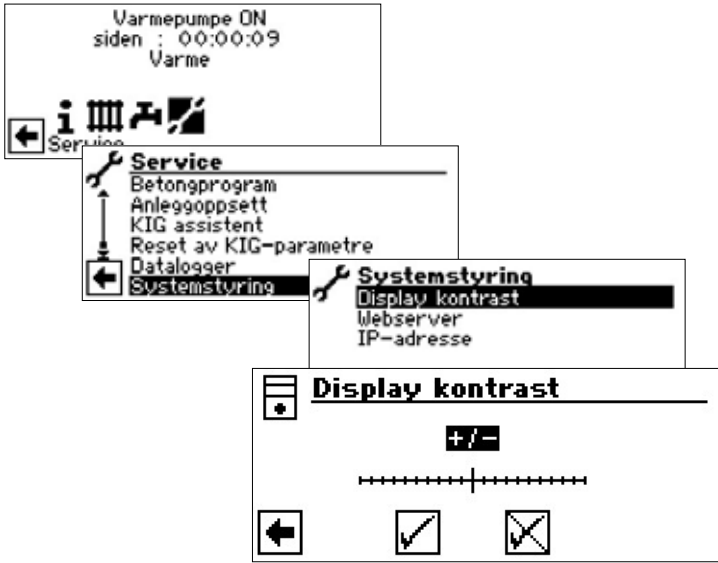 Varmepumpe ON
siden : 00:00:09
Varme
Service
Service
Betongprogram
Anleggoppsett
KIG assistent
Reset av KIG-parametre
Datalogger
Systemstyring
Systemstyring
Display kontrast
Webserver
IP-adresse
Display kontrast
+/-